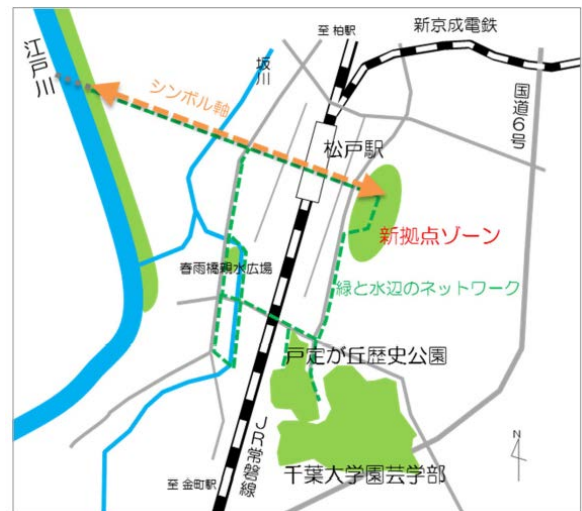 至 柏駅
新京成電鉄
江戸川
坂川
シンボル軸
国道6号
松戸駅
新拠点ゾーン
春雨橋親水広場
緑と水辺のネットワーク
戸定が丘歴史公園
JR常磐線
千葉大学園芸学部
至 金町駅
N